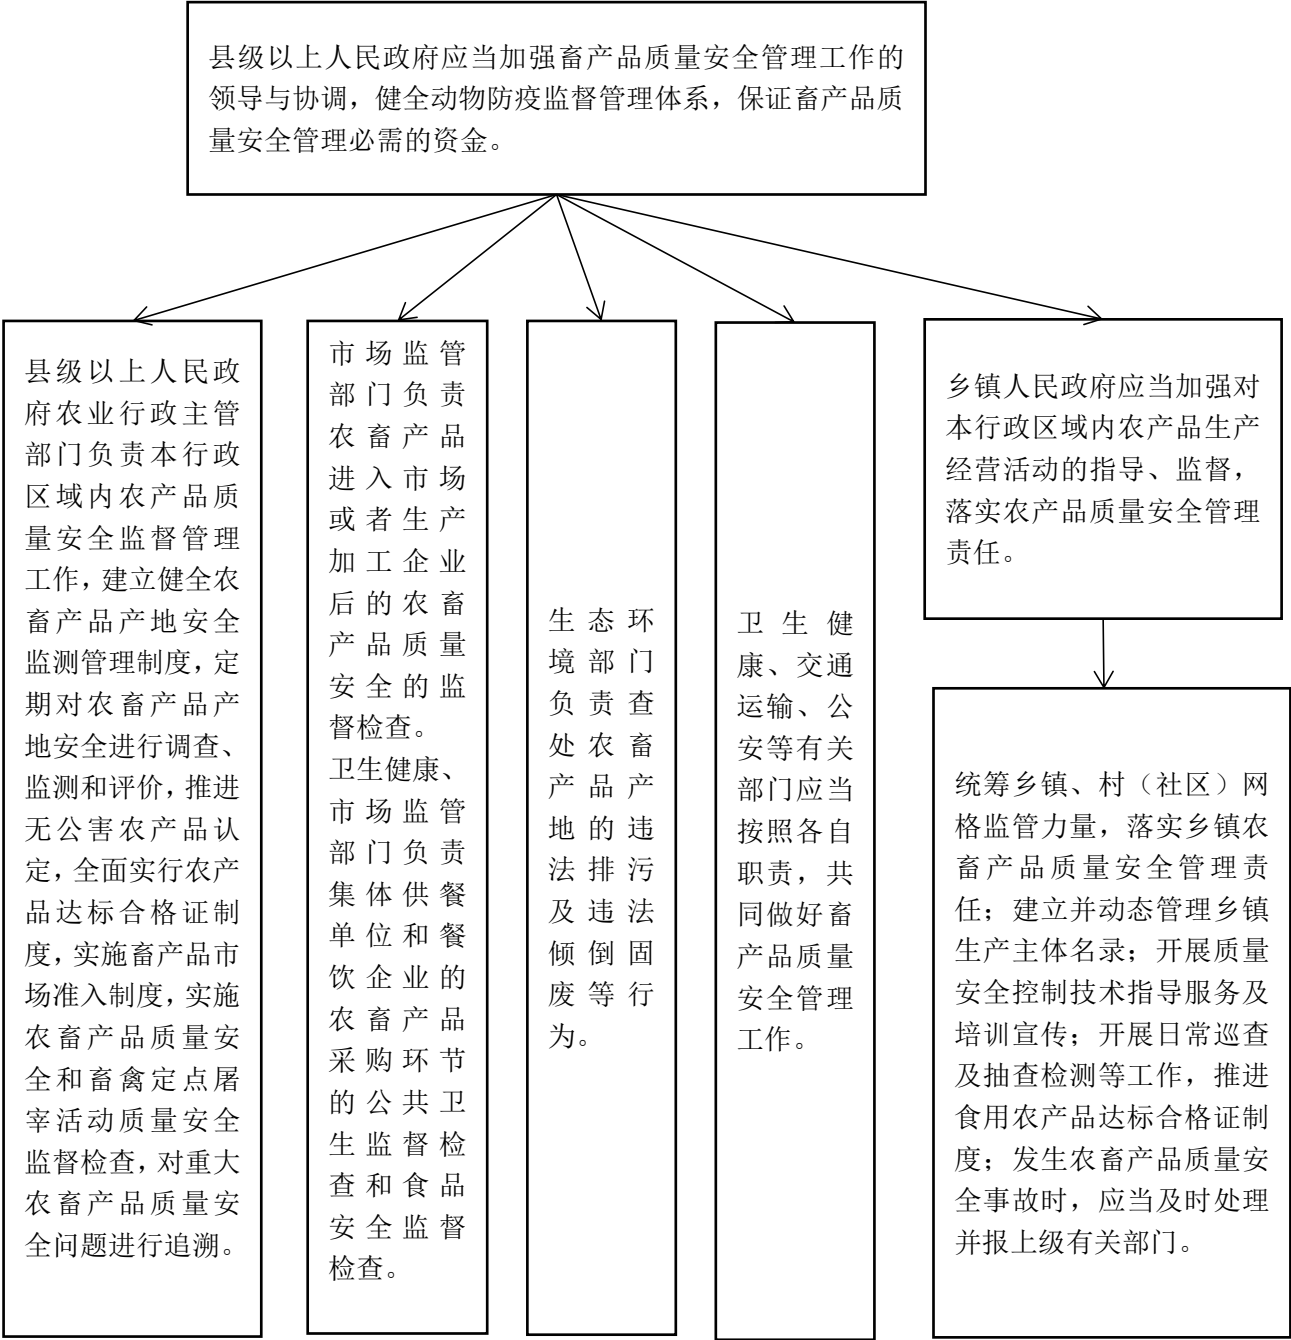 县级以上人民政府应当加强畜产品质量安全管理工作的
领导与协调，健全动物防疫监督管理体系，保证畜产品质
量安全管理必需的资金。
县级以上人民政
府农业行政主管
部门负责本行政
区域内农产品质
量安全监督管理
工作，建立健全农
畜产品产地安全
监测管理制度，定
期对农畜产品产
地安全进行调查、
监测和评价，推进
无公害农产品认
定，全面实行农产
品达标合格证制
度，实施畜产品市
场准入制度，实施
农畜产品质量安
全和畜禽定点屠
宰活动质量安全
监督检查，对重大
农畜产品质量安
全问题进行追溯。
市场监管
部门负责
农畜产品
进入市场
或者生产
加工企业
后的农畜
产品质量
安全的监
督检查。
卫生健康、
市场监管
部门负责
集体供餐
单位和餐
饮企业的
农畜产品
采购环节
的公共卫
生监督检
查和食品
安全监督
检查。
生态环
境部门
负责查
处农畜
产品产
地的违
法排污
及违法
倾倒固
废等行
为。
卫生健
康、交通
运输、公
安等有关
部门应当
按照各自
职责，共
同做好畜
产品质量
安全管理
工作。
乡镇人民政府应当加强对
本行政区域内农产品生产
经营活动的指导、监督，
落实农产品质量安全管理
责任。
统筹乡镇、村（社区）网
格监管力量，落实乡镇农
畜产品质量安全管理责
任；建立并动态管理乡镇
生产主体名录；开展质量
安全控制技术指导服务及
培训宣传；开展日常巡查
及抽查检测等工作，推进
食用农产品达标合格证制
度；发生农畜产品质量安
全事故时，应当及时处理
并报上级有关部门。